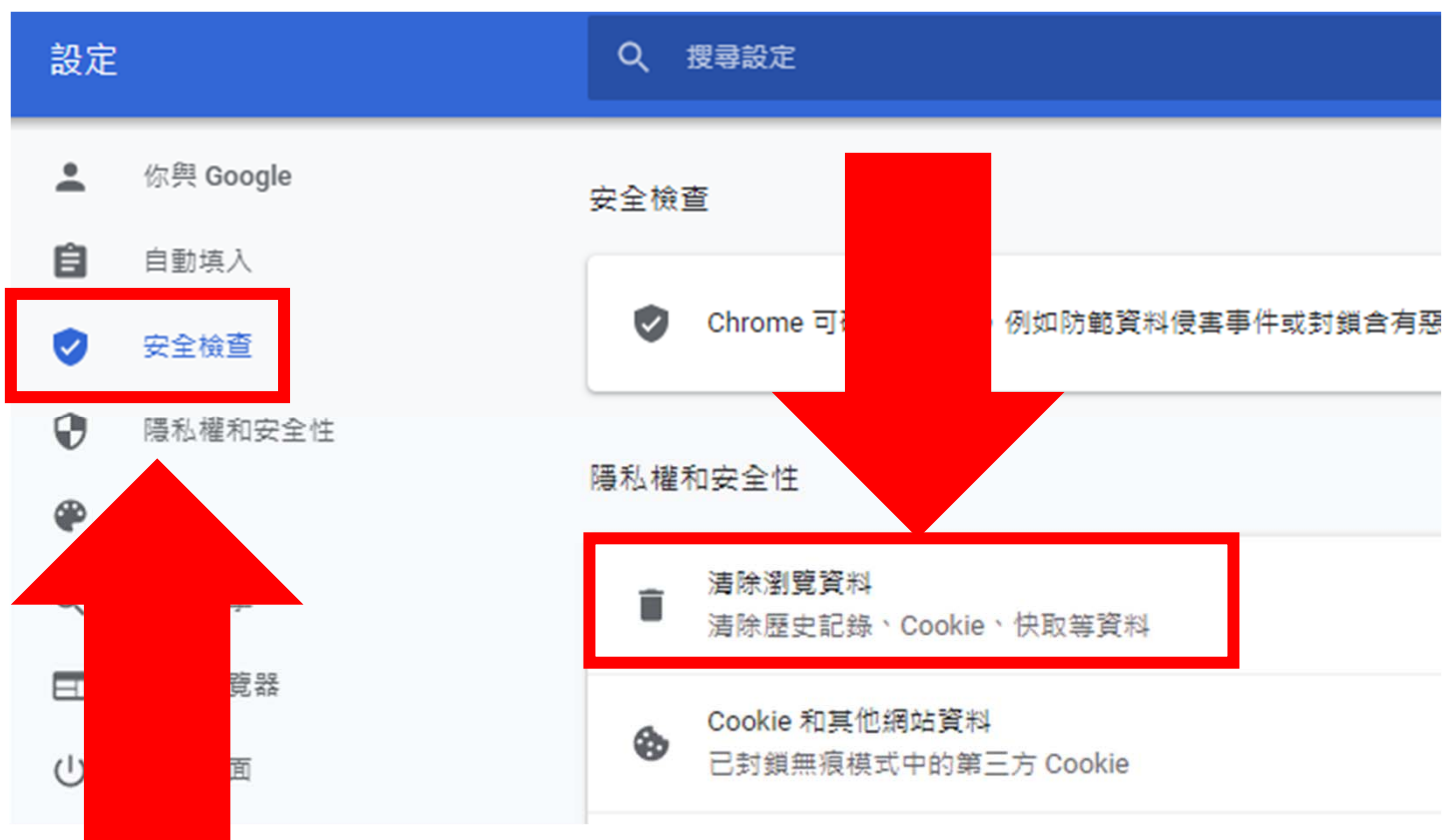 設定
搜尋設定
你與 Google
自動填入
安全檢查
隱私權和安全性
覽器
面
安全檢查
Chrome 可 例如防範資料侵害事件或封鎖含有惡
隱私權和安全性
清除瀏覽資料
清除歷史記錄、Cookie、快取等資料
Cookie 和其他網站資料
已封鎖無痕模式中的第三方 Cookie